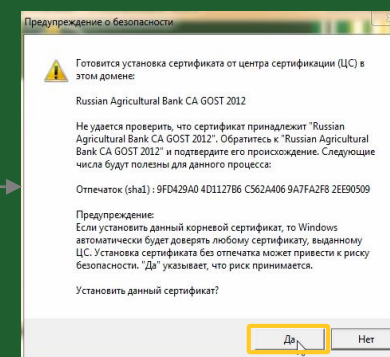 Предупреждение о безопасности
Готовится установка сертификата от центра сертификации (ЦС) в
этом домене:
Russian Agricultural Bank CA GOST 2012
Не удается проверить, что сертификат принадлежит "Russian
Agricultural Bank CA GOST 2012". Обратитесь к "Russian Agricultural
Bank CA GOST 2012" и подтвердите его происхождение. Следующие
числа будут полезны для данного процесса:
Отпечаток (sha1) : 9FD429A0 4D1127B6 C562A406 9A7FA2F8 2EE90509
Предупреждение:
Если установить данный корневой сертификат, то Windows
автоматически будет доверять любому сертификату, выданному
ЦС. Установка сертификата без отпечатка может привести к риску
безопасности. "Да" указывает, что риск принимается.
Установить данный сертификат?
Да
Нет